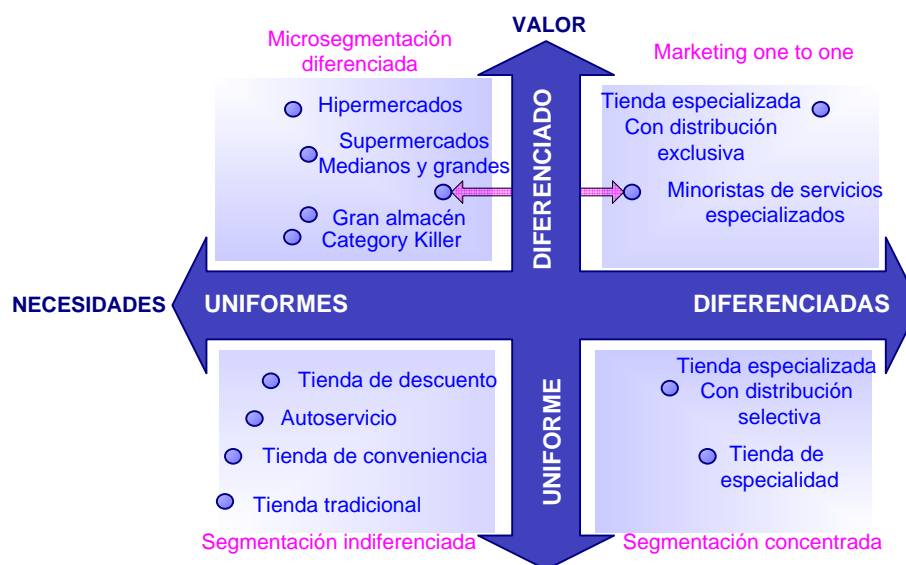 VALOR
Microsegmentación
diferenciada
Marketing one to one
Hipermercados
Supermercados
Medianos y grandes
Gran almacén
Category Killer
DIFERENCIADO
Tienda especializada
Con distribución
exclusiva
Minoristas de servicios
especializados
NECESIDADES
UNIFORMES
DIFERENCIADAS
Tienda de descuento
Autoservicio
Tienda de conveniencia
Tienda tradicional
UNIFORME
Tienda especializada
Con distribución
selectiva
Tienda de
especialidad
Segmentación indiferenciada
Segmentación concentrada